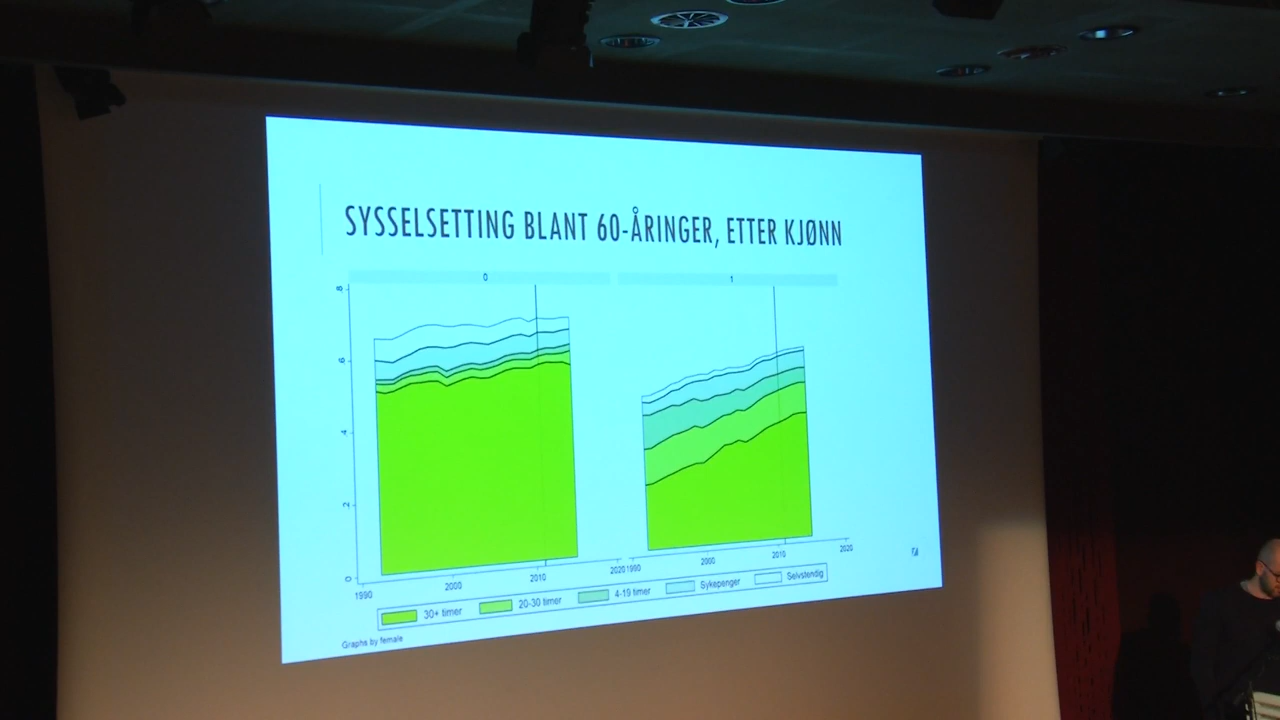 SYSSELSETTING BLANT 60-ÅRINGER, ETTER KJØNN
0 1
.8
.6
.4
.2
0
1990 2000 2010 2020 1990 2000 2010 2020
30+ timer 20-30 timer 4-19 timer Sykepenger Selvstendig
Graphs by female